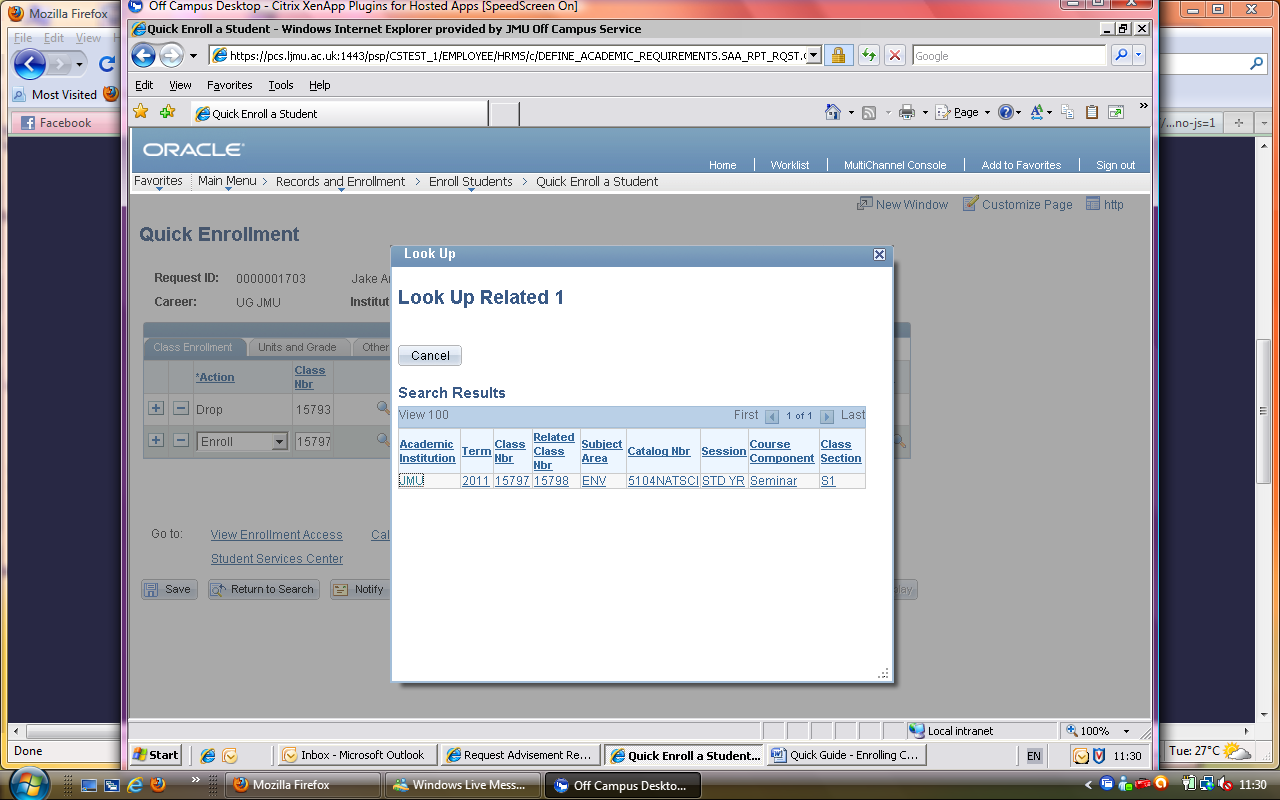 Mozilla Firefox
Off Campus Desktop - Citrix XenApp Plugins for Hosted Apps [SpeedScreen On]
File Edit View
Quick Enroll a Student - Windows Internet Explorer provided by JMU Off Campus Service
https://pcs.ljmu.ac.uk:1443/psp/CSTEST_1/EMPLOYEE/HRMS/c/DEFINE_ACADEMIC_REQUIREMENTS.SAA_RPT_RQST.
Google
Most Visited
Edit View Favorites Tools Help
Facebook
Quick Enroll a Student
Page
/...no-js=1
ORACLE
Home Worklist MultiChannel Console Add to Favorites Sign out
Favorites Main Menu > Records and Enrollment > Enroll Students > Quick Enroll a Student
New Window Customize Page http
Quick Enrollment
Request ID: 0000001703 Jake
Career: UG JMU
Class Enrollment Units and Grade Other
*Action Class Nbr
Drop 15793
Enroll 15797
Look Up
Look Up Related 1
Cancel
Search Results
View 100 First 1 of 1 Last
Academic Institution Term Class Nbr Related Class Nbr Subject Area Catalog Nbr Session Course Component Class Section
JMU 2011 15797 15798 ENV 5104NATSCI STD YR Seminar S1
Go to: View Enrollment Access
Student Services Center
Save Return to Search Notify
Local intranet 100%
Done
Start Inbox - Microsoft Outlook Request Advisement Re... Quick Enroll a Student... Quick Guide - Enrolling C... EN 11:30
Tue: 27°C
Mozilla Firefox Windows Live Mess... Off Campus Deskto... 11:30